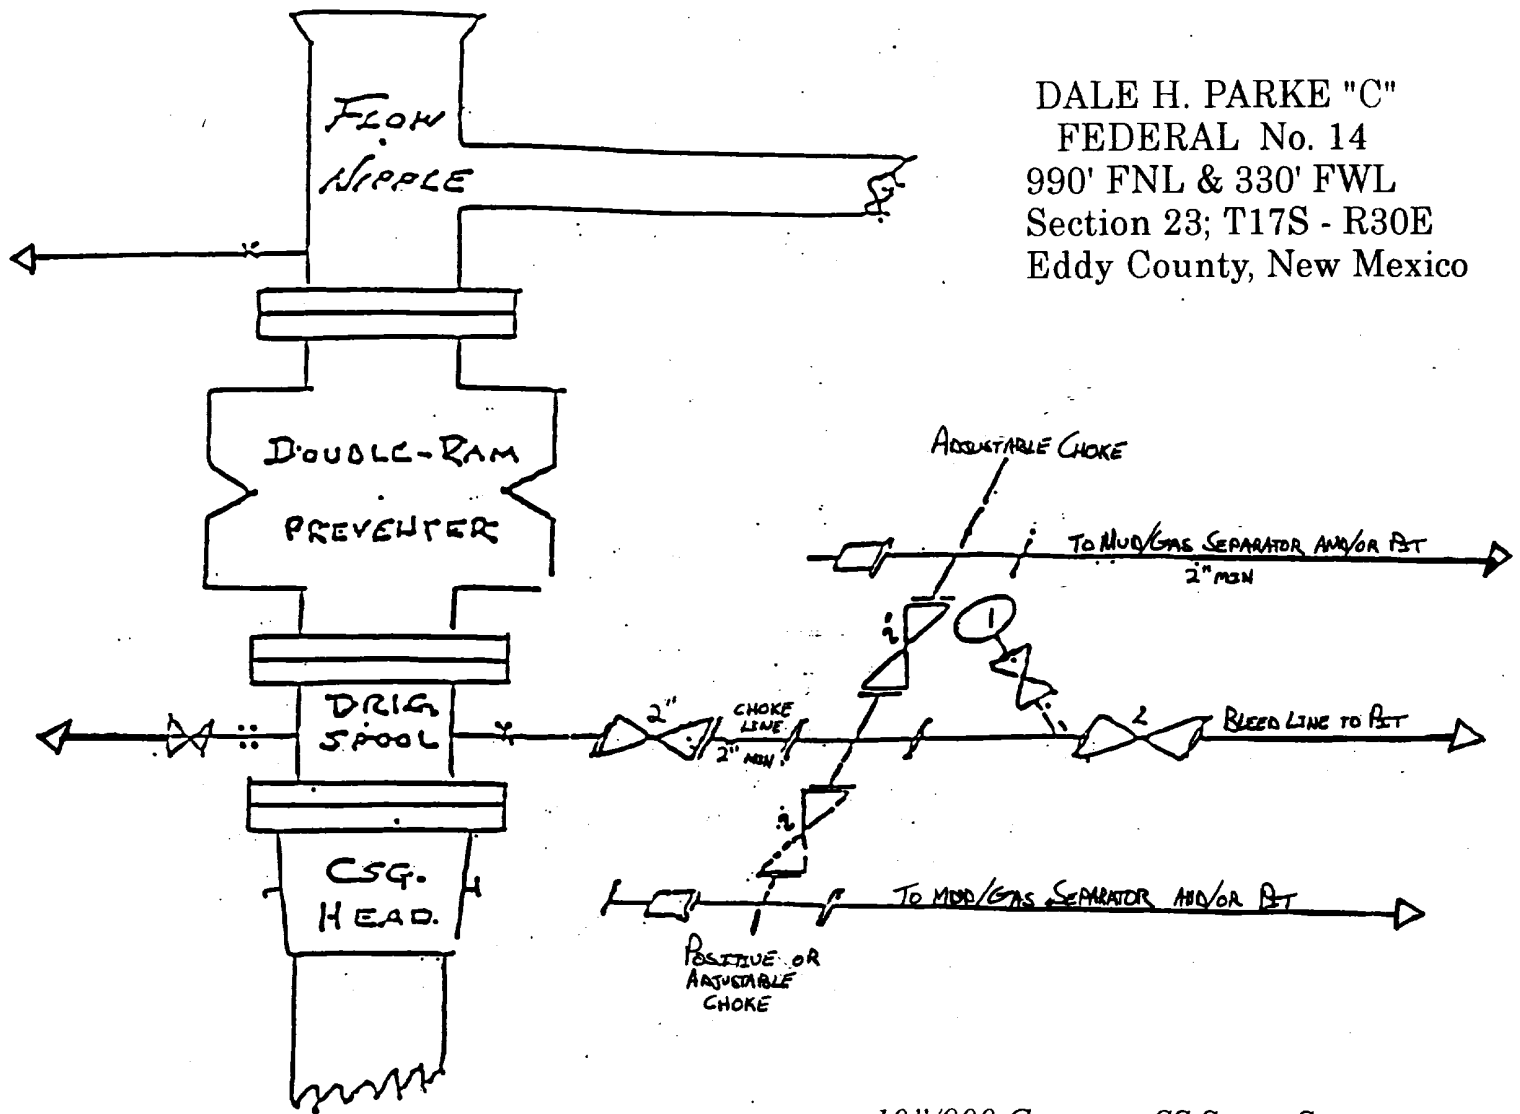 FLOW
NIPPLE
DALE H. PARKE "C"
FEDERAL No. 14
990' FNL & 330' FWL
Section 23; T17S - R30E
Eddy County, New Mexico
DOUBLE-RAM
PREVENTER
ADJUSTABLE CHOKE
TO MUD/GAS SEPARATOR AND/OR PIT
2" MIN
2"
1
DRLG
SPOOL
2"
CHOKE
LINE
2" MIN
2
BLEED LINE TO PIT
2"
CSG.
HEAD.
TO MUD/GAS SEPARATOR AND/OR PIT
POSITIVE OR
ADJUSTABLE
CHOKE